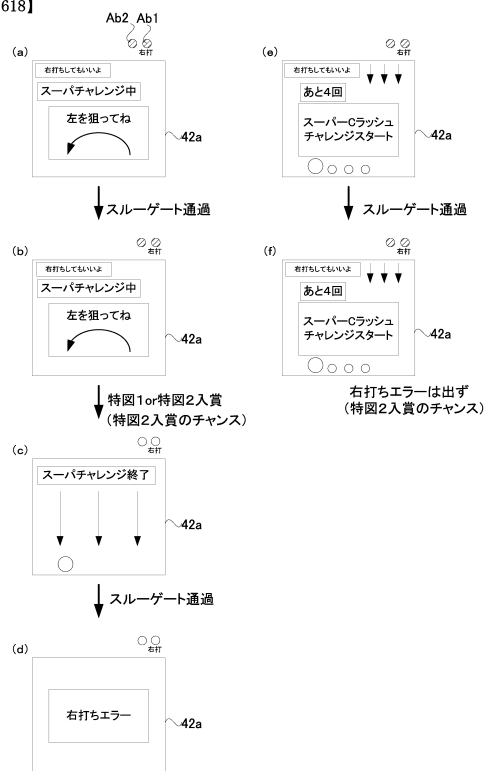 618】
Ab2 Ab1
(a)
右打
右打ちしてもいいよ
スーパチャレンジ中
左を狙ってね
42a
スルーゲート通過
(b)
右打
右打ちしてもいいよ
スーパチャレンジ中
左を狙ってね
42a
特図1or特図2入賞
(特図2入賞のチャンス)
(c)
右打
スーパチャレンジ終了
42a
スルーゲート通過
(d)
右打
右打ちエラー
42a
(e)
右打
右打ちしてもいいよ
あと4回
スーパーCラッシュ
チャレンジスタート
42a
スルーゲート通過
(f)
右打
右打ちしてもいいよ
あと4回
スーパーCラッシュ
チャレンジスタート
42a
右打ちエラーは出ず
(特図2入賞のチャンス)